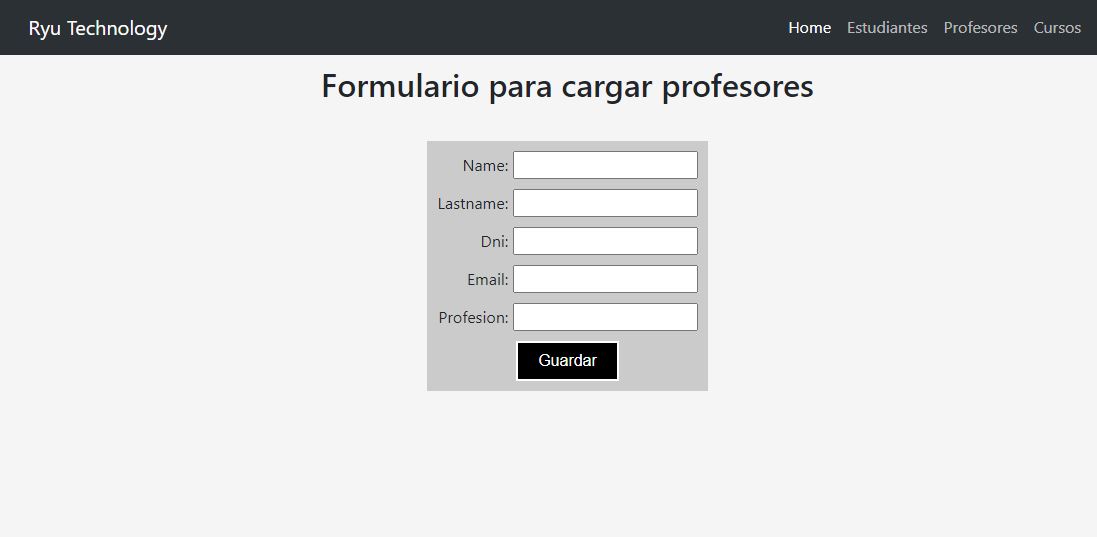 Ryu Technology Home Estudiantes Profesores Cursos
Formulario para cargar profesores
Name:
Lastname:
Dni:
Email:
Profesion:
Guardar